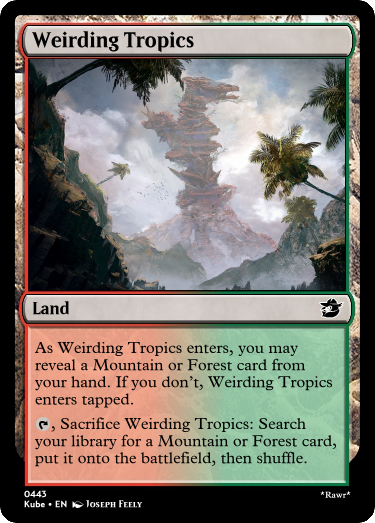 Weirding Tropics
Land
As Weirding Tropics enters, you may
reveal a Mountain or Forest card from
your hand. If you don't, Weirding Tropics
enters tapped.
, Sacrifice Weirding Tropics: Search
your library for a Mountain or Forest card,
put it onto the battlefield, then shuffle.
0443
Kube • EN Joseph Feely
*Rawr*